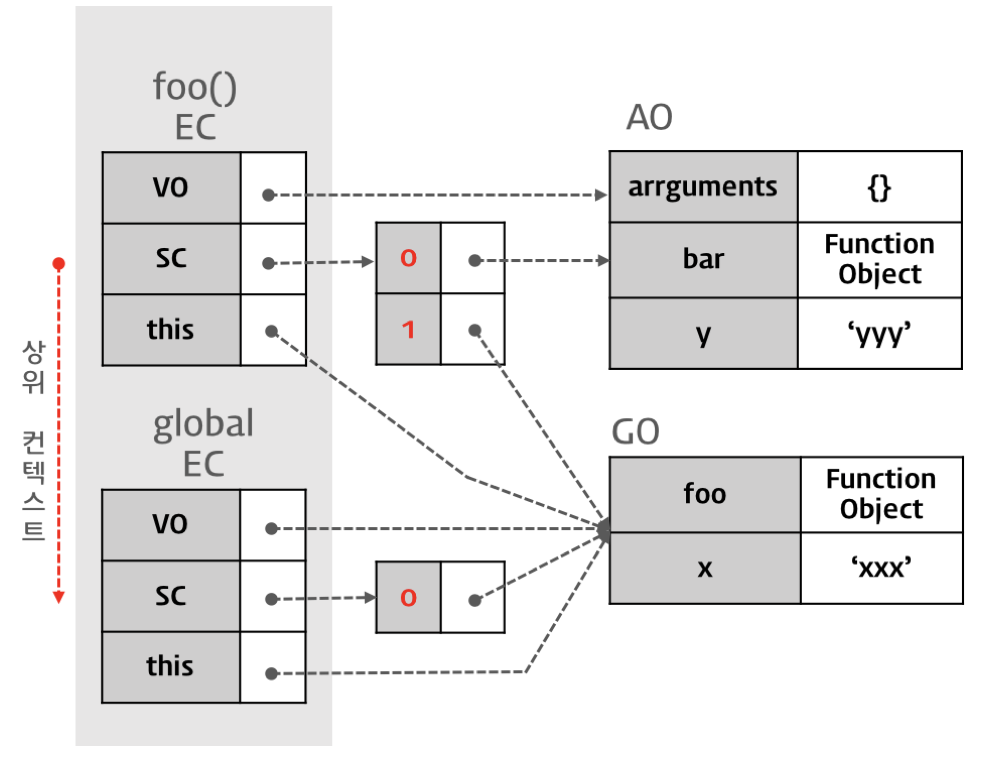 foo()
EC
VO
SC
this
0
1
AO
arrguments
{}
bar
Function
Object
y
‘yyy’
상위 컨텍스트
global
EC
VO
SC
this
0
GO
foo
Function
Object
x
‘xxx’